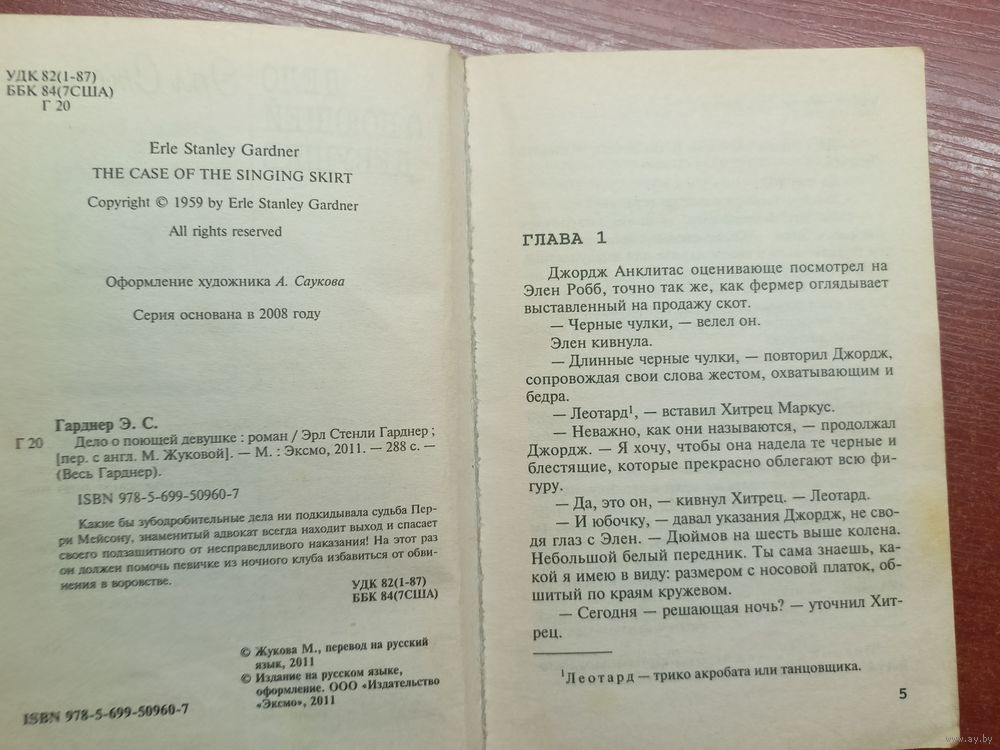 УДК 82(1-87)
ББК 84(7США)
Г 20
Erle Stanley Gardner
THE CASE OF THE SINGING SKIRT
Copyright © 1959 by Erle Stanley Gardner
All rights reserved
Оформление художника А. Саукова
Серия основана в 2008 году
Гарднер Э. С.
Г 20 Дело о поющей девушке : роман / Эрл Стенли Гарднер ;
[пер. с англ. М. Жуковой]. — М. : Эксмо, 2011. — 288 с. —
(Весь Гарднер).
ISBN 978-5-699-50960-7
Какие бы зубодробительные дела ни подкидывала судьба Пер-
ри Мейсону, знаменитый адвокат всегда находит выход и спасает
своего подзащитного от несправедливого наказания! На этот раз
он должен помочь певичке из ночного клуба избавиться от обви-
нения в воровстве.
УДК 82(1-87)
ББК 84(7США)
© Жукова М., перевод на русский
язык, 2011
© Издание на русском языке,
оформление. ООО «Издательство
«Эксмо», 2011
ISBN 978-5-699-50960-7
ГЛАВА 1
Джордж Анклитас оценивающе посмотрел на
Элен Робб, точно так же, как фермер оглядывает
выставленный на продажу скот.
— Черные чулки, — велел он.
Элен кивнула.
— Длинные черные чулки, — повторил Джордж,
сопровождая свои слова жестом, охватывающим и
бедра.
— Леотард¹, — вставил Хитрец Маркус.
— Неважно, как они называются, — продолжал
Джордж. — Я хочу, чтобы она надела те черные и
блестящие, которые прекрасно облегают всю фи-
гуру.
— Да, это он, — кивнул Хитрец. — Леотард.
— И юбочку, — давал указания Джордж, не сво-
дя глаз с Элен. — Дюймов на шесть выше колена.
Небольшой белый передник. Ты сама знаешь, ка-
кой я имею в виду: размером с носовой платок, об-
шитый по краям кружевом.
— Сегодня — решающая ночь? — уточнил Хит-
рец.
¹ Леотард — трико акробата или танцовщика.
5
www.ay.by